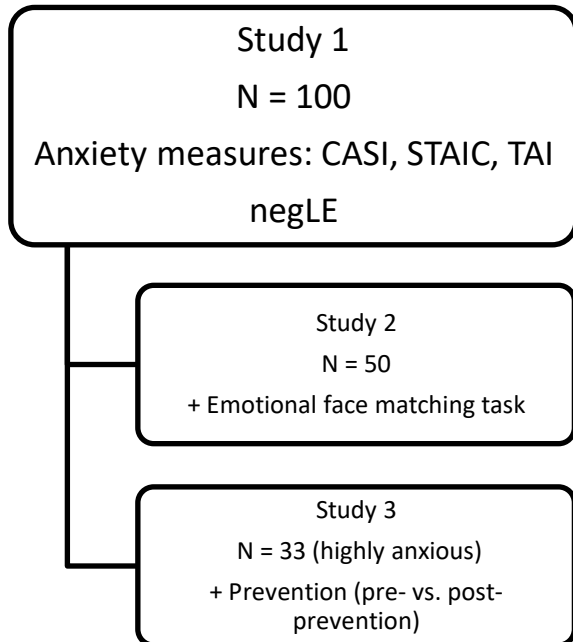 Study 1
N = 100
Anxiety measures: CASI, STAIC, TAI
negLE
Study 2
N = 50
+ Emotional face matching task
Study 3
N = 33 (highly anxious)
+ Prevention (pre- vs. post-
prevention)